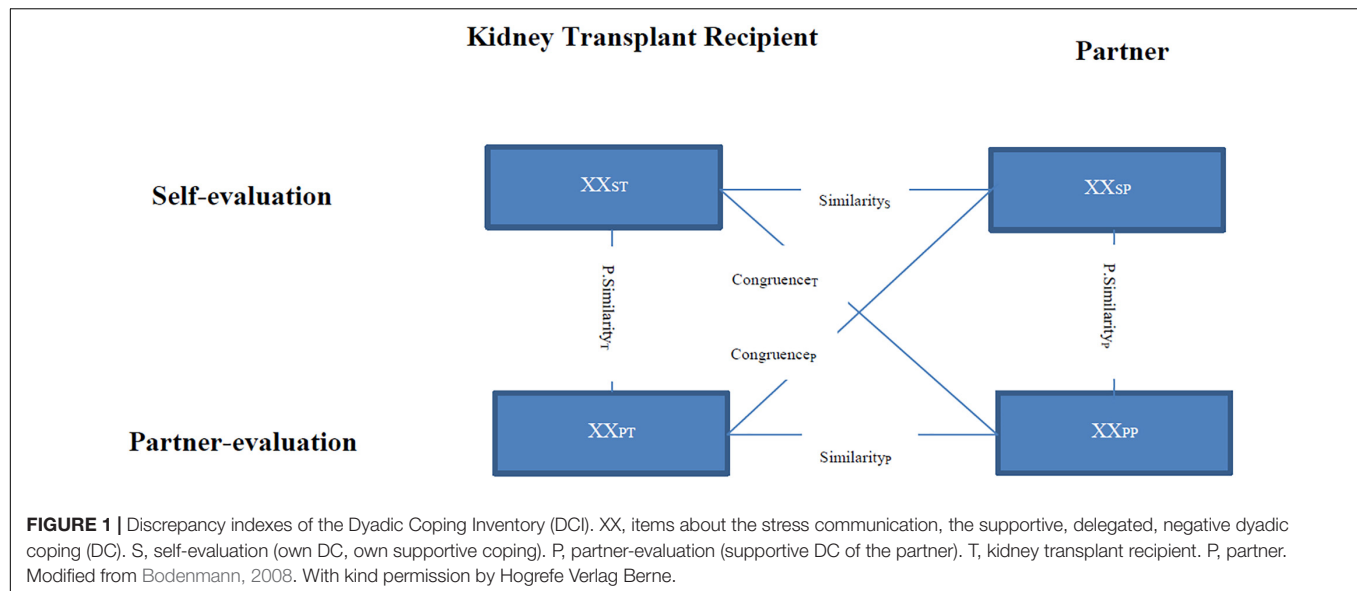 Kidney Transplant Recipient
Partner
Self-evaluation
XXST
SimilarityS
XXSP
P.SimilarityT
CongruenceT
P.SimilarityP
CongruenceP
Partner-evaluation
XXPT
SimilarityP
XXPP
FIGURE 1 | Discrepancy indexes of the Dyadic Coping Inventory (DCI). XX, items about the stress communication, the supportive, delegated, negative dyadic
coping (DC). S, self-evaluation (own DC, own supportive coping). P, partner-evaluation (supportive DC of the partner). T, kidney transplant recipient. P, partner.
Modified from Bodenmann, 2008. With kind permission by Hogrefe Verlag Berne.